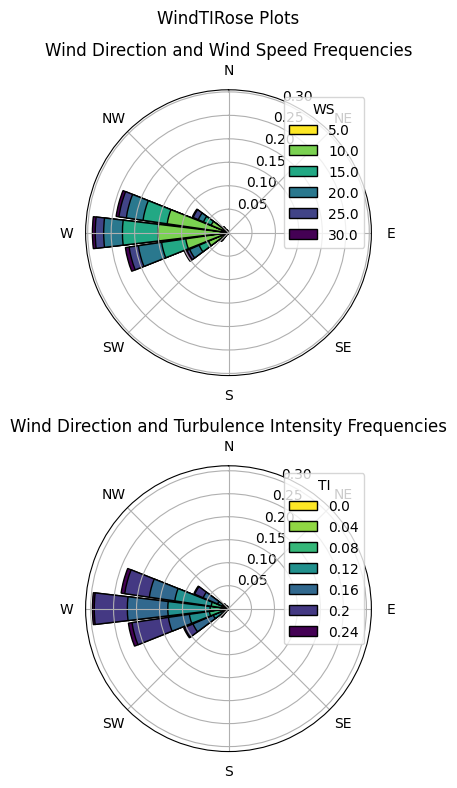 WindTIRose Plots
Wind Direction and Wind Speed Frequencies
N
NW
NE
W
E
SW
SE
S
0.05
0.10
0.15
0.20
0.25
0.30
WS
5.0
10.0
15.0
20.0
25.0
30.0
Wind Direction and Turbulence Intensity Frequencies
N
NW
NE
W
E
SW
SE
S
0.05
0.10
0.15
0.20
0.25
0.30
TI
0.0
0.04
0.08
0.12
0.16
0.2
0.24